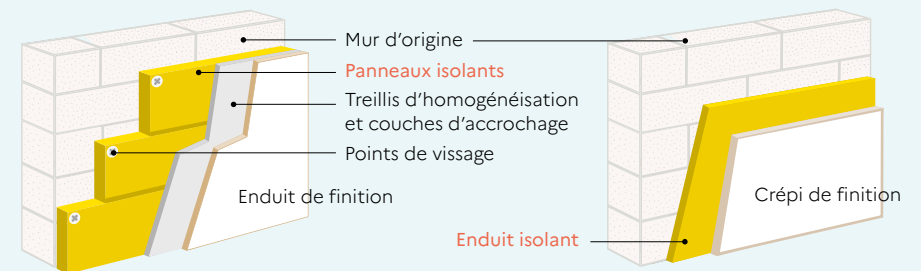 Mur d'origine
Panneaux isolants
Treillis d'homogénéisation
et couches d'accrochage
Points de vissage
Enduit de finition
Crépi de finition
Enduit isolant